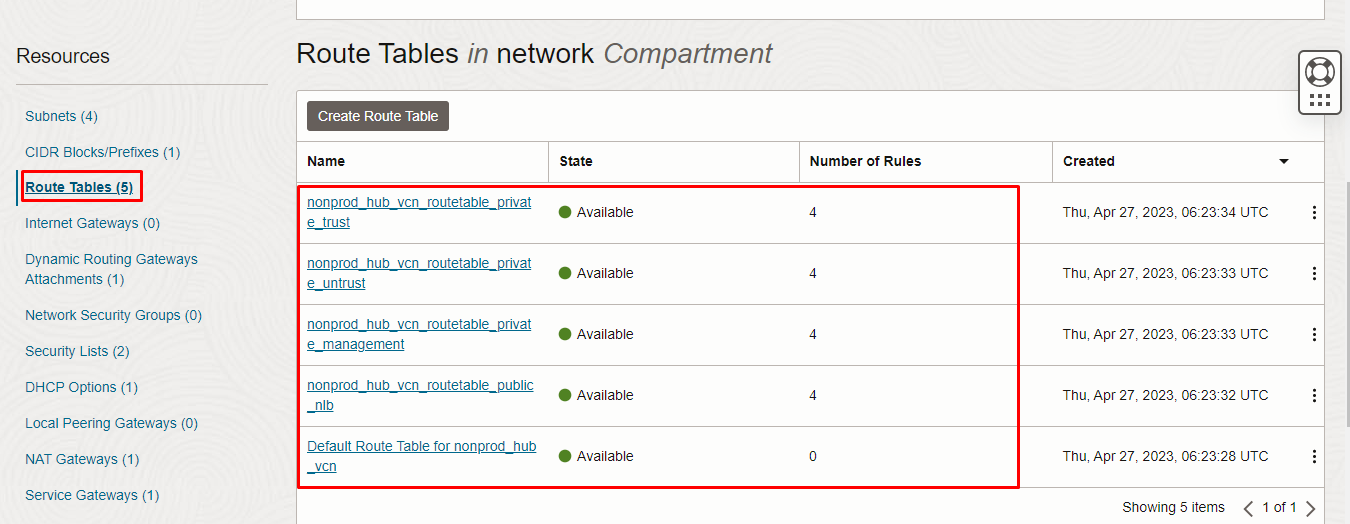 Resources
Subnets (4)
CIDR Blocks/Prefixes (1)
Route Tables (5)
Internet Gateways (0)
Dynamic Routing Gateways
Attachments (1)
Network Security Groups (0)
Security Lists (2)
DHCP Options (1)
Local Peering Gateways (0)
NAT Gateways (1)
Service Gateways (1)
Route Tables in network Compartment
Create Route Table
Name State Number of Rules Created
nonprod_hub_vcn_routetable_privat
e_trust
Available 4 Thu, Apr 27, 2023, 06:23:34 UTC
nonprod_hub_vcn_routetable_privat
e_untrust
Available 4 Thu, Apr 27, 2023, 06:23:33 UTC
nonprod_hub_vcn_routetable_privat
e_management
Available 4 Thu, Apr 27, 2023, 06:23:33 UTC
nonprod_hub_vcn_routetable_public
_nlb
Available 4 Thu, Apr 27, 2023, 06:23:32 UTC
Default Route Table for nonprod_hub
_vcn
Available 0 Thu, Apr 27, 2023, 06:23:28 UTC
Showing 5 items 1 of 1